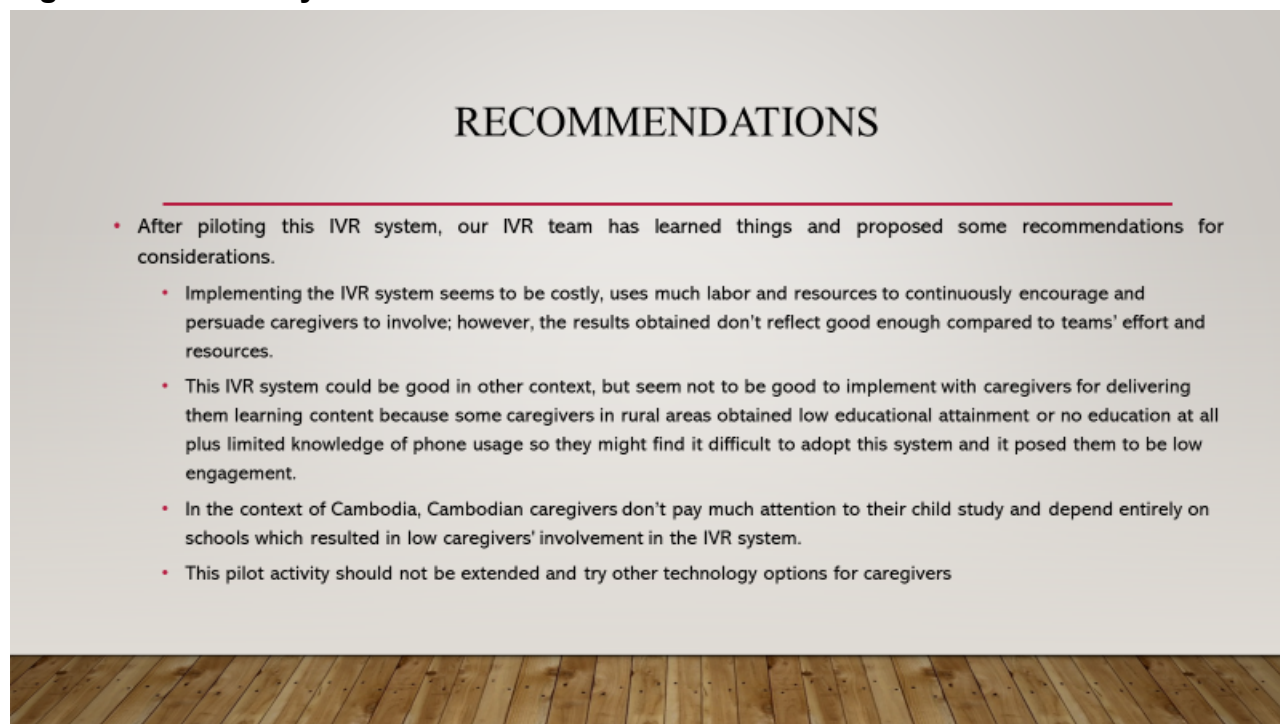 RECOMMENDATIONS
• After piloting this IVR system, our IVR team has learned things and proposed some recommendations for
considerations.
• Implementing the IVR system seems to be costly, uses much labor and resources to continuously encourage and
persuade caregivers to involve; however, the results obtained don't reflect good enough compared to teams' effort and
resources.
• This IVR system could be good in other context, but seem not to be good to implement with caregivers for delivering
them learning content because some caregivers in rural areas obtained low educational attainment or no education at all
plus limited knowledge of phone usage so they might find it difficult to adopt this system and it posed them to be low
engagement.
• In the context of Cambodia, Cambodian caregivers don't pay much attention to their child study and depend entirely on
schools which resulted in low caregivers' involvement in the IVR system.
• This pilot activity should not be extended and try other technology options for caregivers